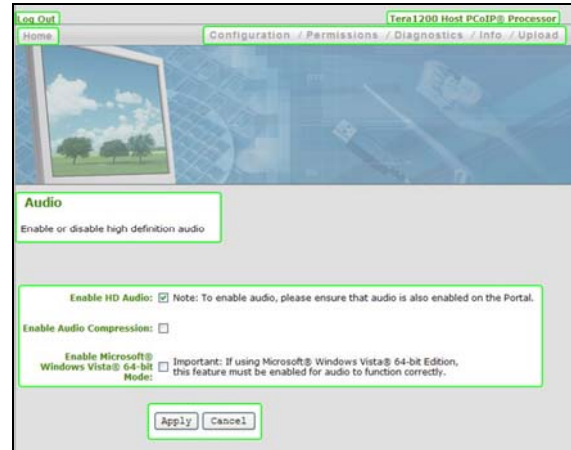 Log Out
Tera1200 Host PCoIP® Processor
Home
Configuration / Permissions / Diagnostics / Info / Upload
Audio
Enable or disable high definition audio
Enable HD Audio: Note: To enable audio, please ensure that audio is also enabled on the Portal.
Enable Audio Compression:
Enable Microsoft®
Windows Vista® 64-bit
Mode:
Important: If using Microsoft® Windows Vista® 64-bit Edition,
this feature must be enabled for audio to function correctly.
Apply Cancel